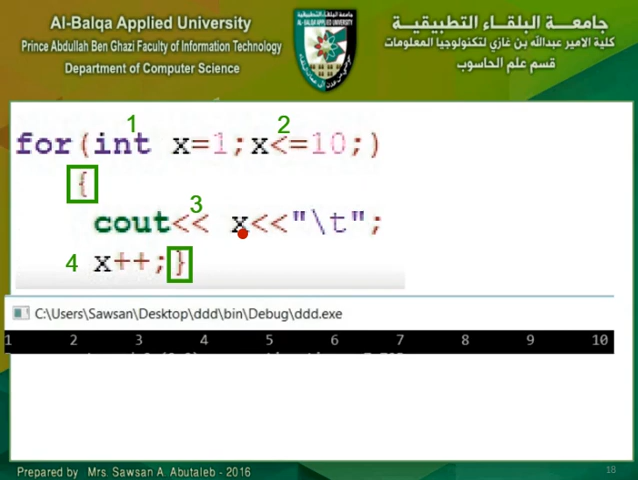 Al-Balqa Applied University
Prince Abdullah Ben Ghazi Faculty of Information Technology
Department of Computer Science
جامعـــة البلقـــاء التطبيقيـــة
كلية الامير عبدالله بن غازي لتكنولوجيا المعلومات
قسم علم الحاسوب
1 2
for(int x=1;x<=10;)
{
3
cout<< x<<"\t";
4 x++;}
C:\Users\Sawsan\Desktop\ddd\bin\Debug\ddd.exe
1 2 3 4 5 6 7 8 9 10
Prepared by Mrs. Sawsan A. Abutaleb - 2016
18